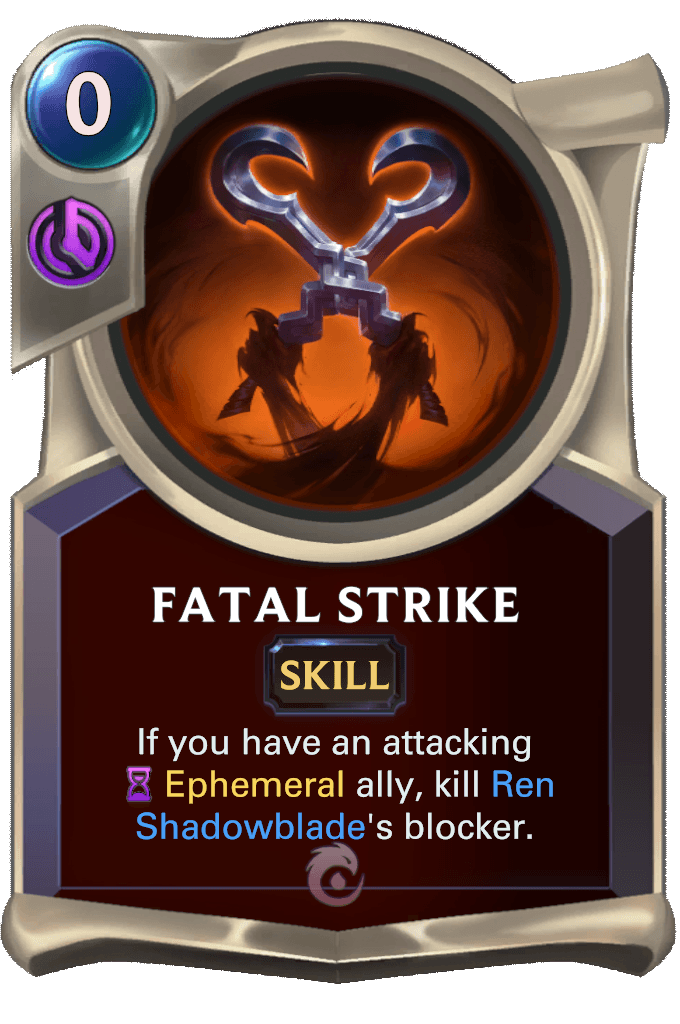 0
FATAL STRIKE
SKILL
If you have an attacking
Ephemeral ally, kill Ren
Shadowblade's blocker.